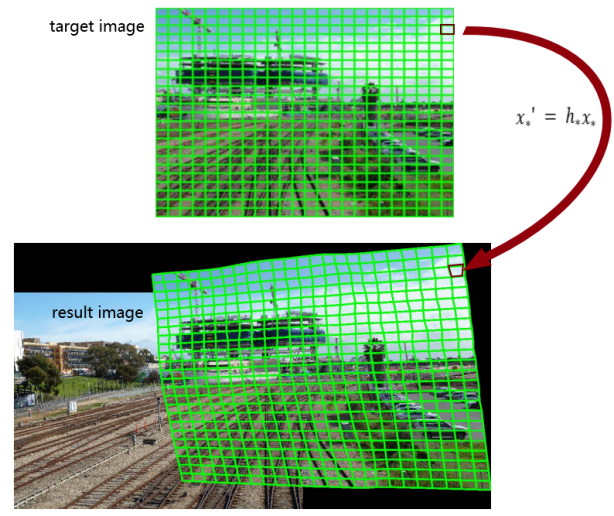 target image
x*' = h*x*
result image